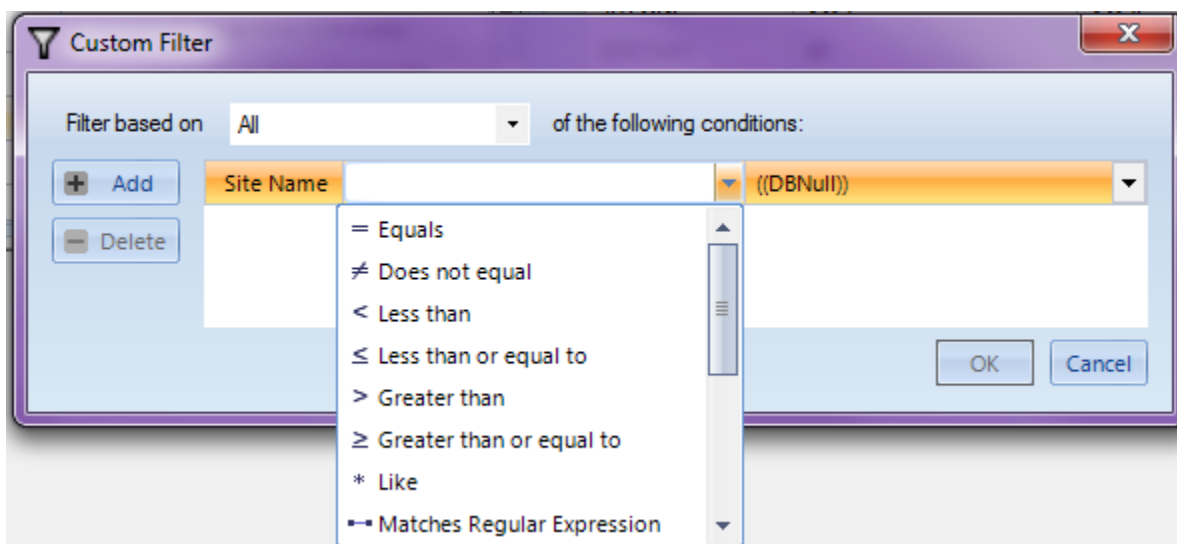 Custom Filter
Filter based on All of the following conditions:
Add Site Name ((DBNull))
Delete
= Equals
≠ Does not equal
< Less than
≤ Less than or equal to
> Greater than
≥ Greater than or equal to
* Like
Matches Regular Expression
OK Cancel